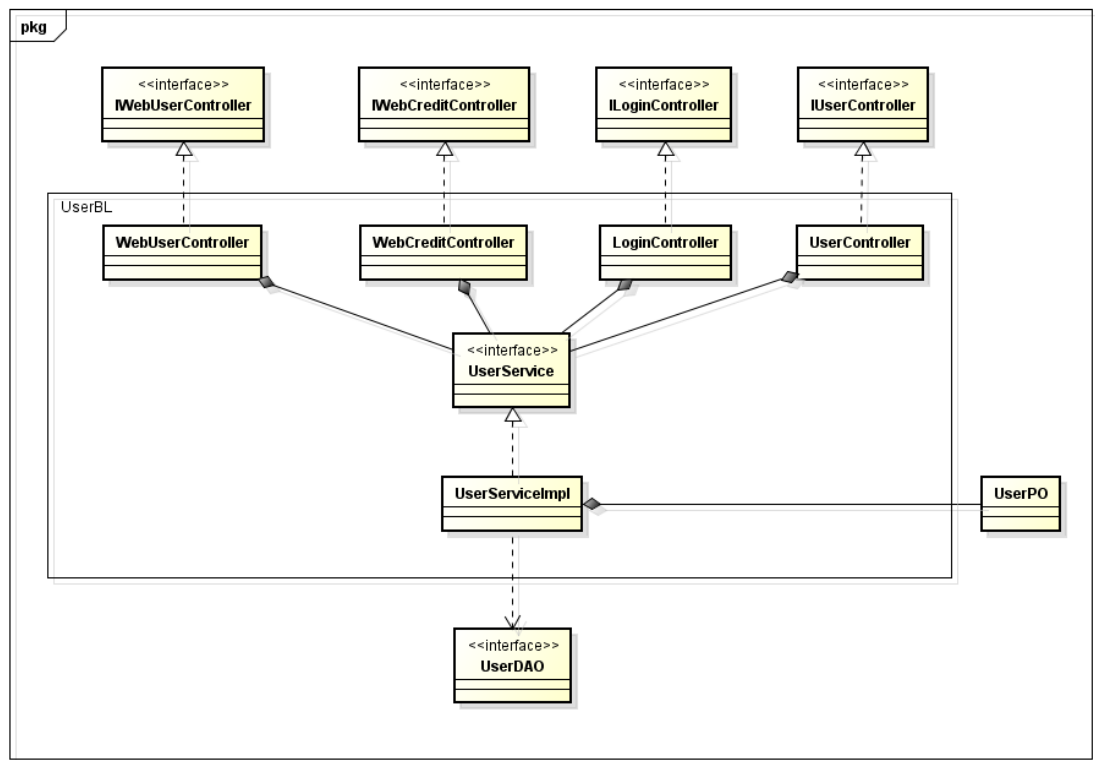 pkg
<<interface>>
IWebUserController
<<interface>>
IWebCreditController
<<interface>>
ILoginController
<<interface>>
IUserController
UserBL
WebUserController
WebCreditController
LoginController
UserController
<<interface>>
UserService
UserServiceImpl
UserPO
<<interface>>
UserDAO